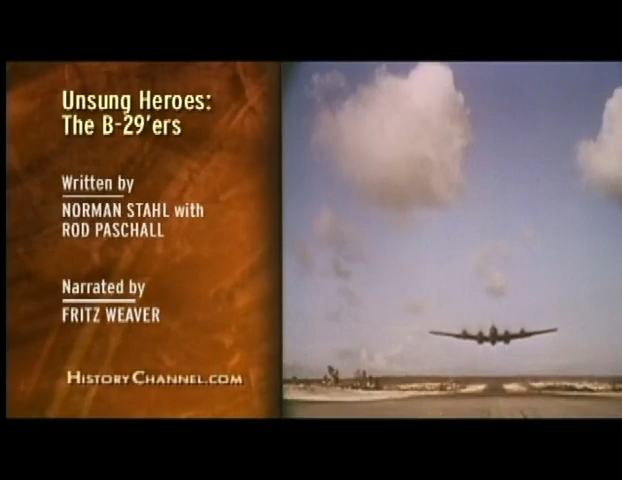 Unsung Heroes:
The B-29'ers
Written by
NORMAN STAHL with
ROD PASCHALL
Narrated by
FRITZ WEAVER
HISTORYCHANNEL.COM